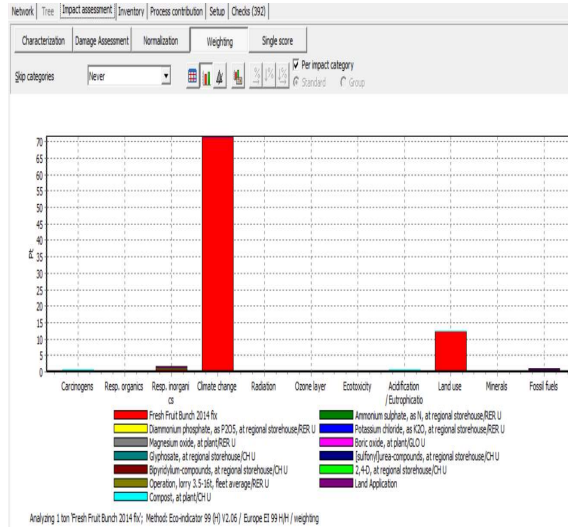 Network Tree Impact assessment Inventory Process contribution Setup Checks (392)
Characterization Damage Assessment Normalization Weighting Single score
Skip categories Never Per impact category
Standard Group
70
65
60
55
50
45
40
35
30
25
20
15
10
5
0
Pt
Carcinogens Resp. organics Resp. inorgani Climate change Radiation Ozone layer Ecotoxicity Acidification Land use Minerals Fossil fuels
cs / Eutrophicatio
Fresh Fruit Bunch 2014 fix Ammonium sulphate, as N, at regional storehouse/RER U
Diammonium phosphate, as P2O5, at regional storehouse/RER U Potassium chloride, as K2O, at regional storehouse/RER U
Magnesium oxide, at plant/RER U Boric oxide, at plant/GLO U
Glyphosate, at regional storehouse/CH U [sulfonyl]urea-compounds, at regional storehouse/CH U
Bipyridylium-compounds, at regional storehouse/CH U 2,4-D, at regional storehouse/CH U
Operation, lorry 3.5-16t, fleet average/RER U Land Application
Compost, at plant/CH U
Analyzing 1 ton 'Fresh Fruit Bunch 2014 fix'; Method: Eco-indicator 99 (H) V2.06 / Europe EI 99 H/H / weighting